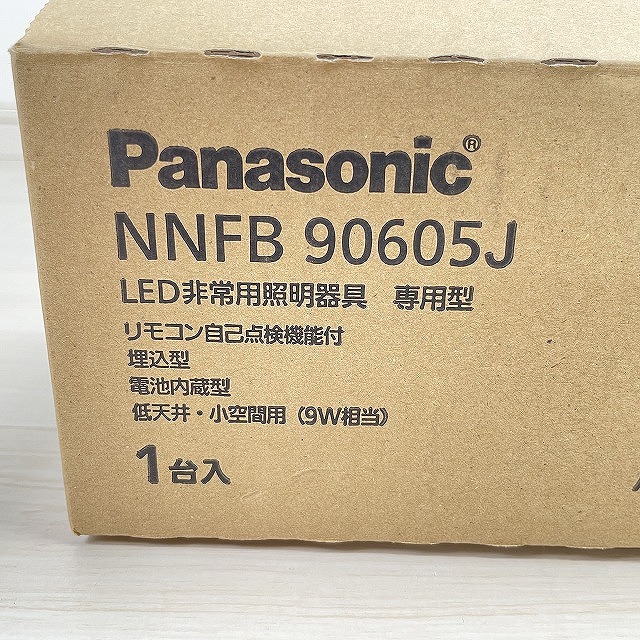 Panasonic®
NNFB 90605J
LED非常用照明器具　専用型
リモコン自己点検機能付
埋込型
電池内蔵型
低天井・小空間用（9W相当）
1台入